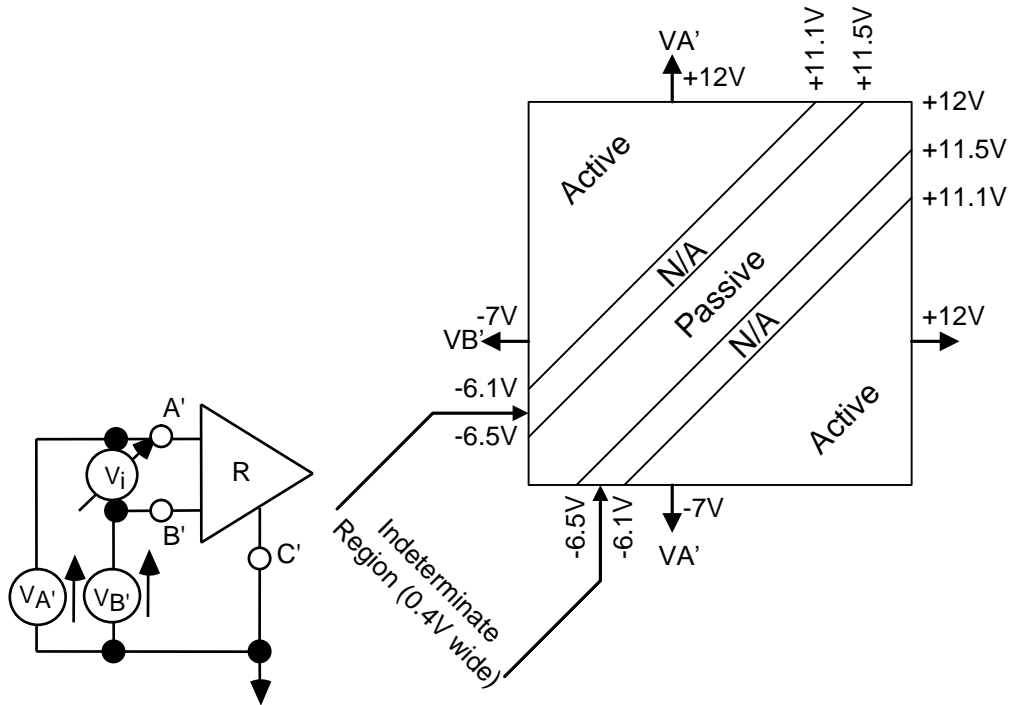 VA'
+12V
+11.1V
+11.5V
+12V
+11.5V
+11.1V
Active
N/A
Passive
N/A
Active
-7V
VB'
+12V
-6.1V
-6.5V
-6.5V
-6.1V
-7V
VA'
Indeterminate
Region (0.4V wide)
A'
Vi
R
B'
C'
VA'
VB'